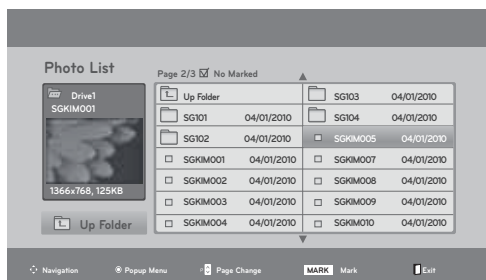 Photo List
Page 2/3 No Marked
Drive1
SGKIM001
1366x768, 125KB
Up Folder
Up Folder
SG101 04/01/2010
SG102 04/01/2010
SGKIM001 04/01/2010
SGKIM002 04/01/2010
SGKIM003 04/01/2010
SGKIM004 04/01/2010
SG103 04/01/2010
SG104 04/01/2010
SGKIM005 04/01/2010
SGKIM007 04/01/2010
SGKIM008 04/01/2010
SGKIM009 04/01/2010
SGKIM010 04/01/2010
Navigation Popup Menu Page Change MARK Mark Exit